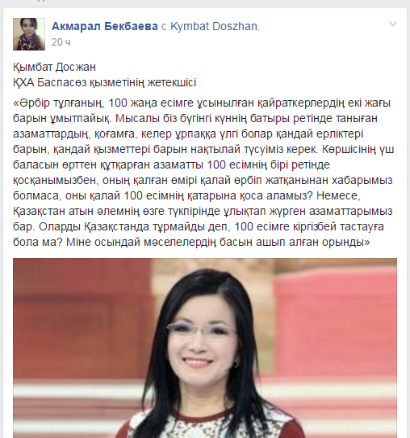 Акмарал Бекбаева с Kymbat Doszhan.
20 ч
Қымбат Досжан
ҚХА Баспасөз қызметінің жетекшісі
«Әрбір тұлғаның, 100 жаңа есімге ұсынылған қайраткерлердің екі жағы
барын ұмытпайық. Мысалы біз бүгінгі күннің батыры ретінде таныған
азаматтардың, қоғамға, келер ұрпаққа үлгі болар қандай ерліктері
барын, қандай қызметтері барын нақтылай түсуіміз керек. Көршісінің үш
баласын өрттен құтқарған азаматты 100 есімнің бірі ретінде
қосқанымызбен, оның қалған өмірі қалай өрбіп жатқанынан хабарымыз
болмаса, оны қалай 100 есімнің қатарына қоса аламыз? Немесе,
Қазақстан атын әлемнің өзге түкпірінде ұлықтап жүрген азаматтарымыз
бар. Оларды Қазақстанда тұрмайды деп, 100 есімге кіргізбей тастауға
бола ма? Міне осындай мәселелердің басын ашып алған орынды»